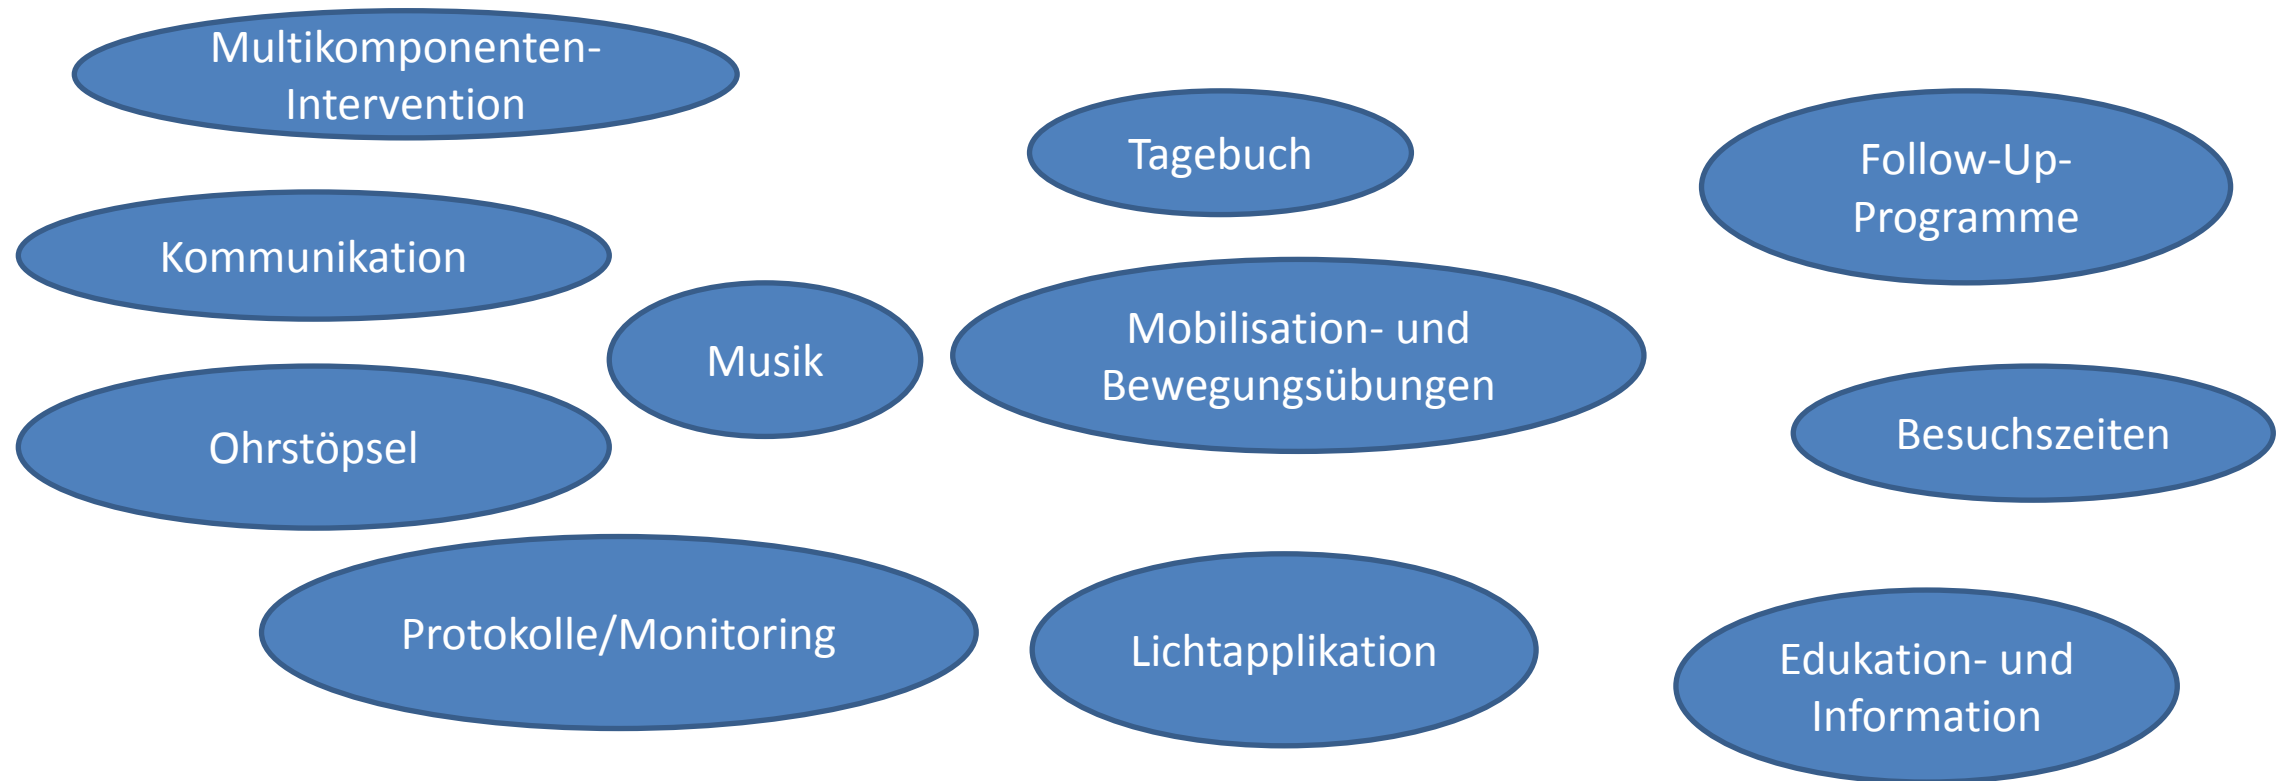 Multikomponenten-
Intervention
Tagebuch
Follow-Up-
Programme
Kommunikation
Musik
Mobilisation- und
Bewegungsübungen
Ohrstöpsel
Besuchszeiten
Protokolle/Monitoring
Lichtapplikation
Edukation- und
Information